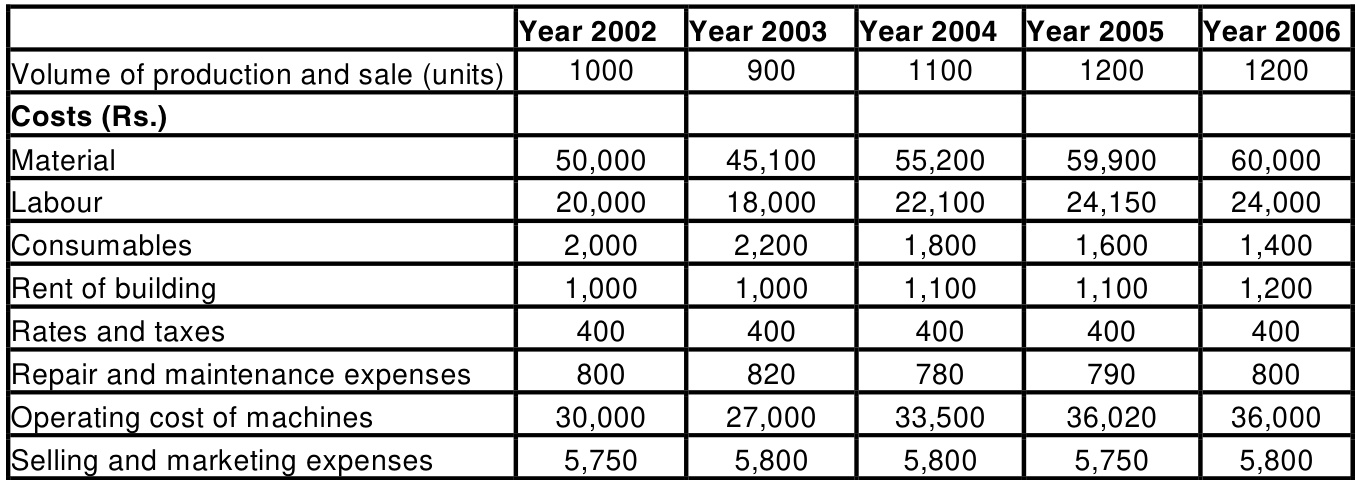 Year 2002 Year 2003 Year 2004 Year 2005 Year 2006
Volume of production and sale (units) 1000 900 1100 1200 1200
Costs (Rs.)
Material 50,000 45,100 55,200 59,900 60,000
Labour 20,000 18,000 22,100 24,150 24,000
Consumables 2,000 2,200 1,800 1,600 1,400
Rent of building 1,000 1,000 1,100 1,100 1,200
Rates and taxes 400 400 400 400 400
Repair and maintenance expenses 800 820 780 790 800
Operating cost of machines 30,000 27,000 33,500 36,020 36,000
Selling and marketing expenses 5,750 5,800 5,800 5,750 5,800